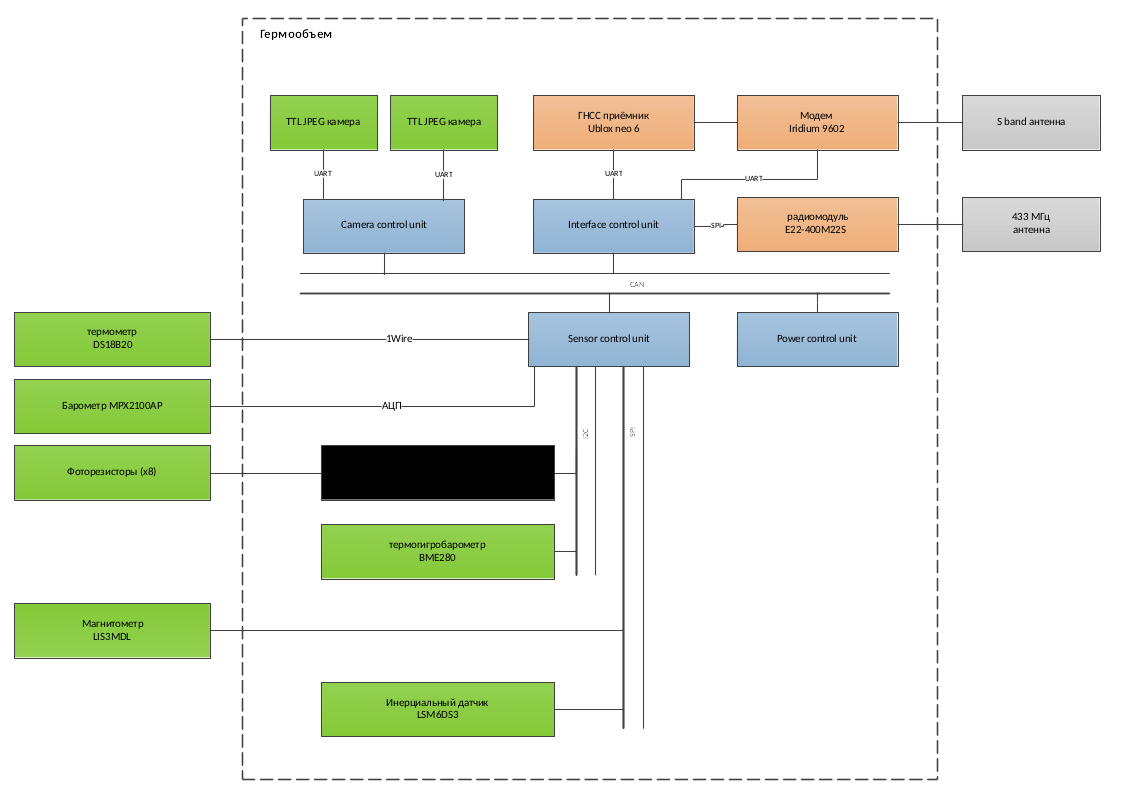 Гермообъем
TTL JPEG камера
TTL JPEG камера
ГНСС приёмник
Ublox neo 6
Модем
Iridium 9602
S band антенна
UART
UART
UART
UART
Camera control unit
Interface control unit
SPI
радиомодуль
E22-400M22S
433 МГц
антенна
CAN
термометр
DS18B20
1Wire
Sensor control unit
Power control unit
Барометр MPX2100AP
АЦП
I2C
SPI
Фоторезисторы (x8)
термогигробарометр
BME280
Магнитометр
LIS3MDL
Инерциальный датчик
LSM6DS3